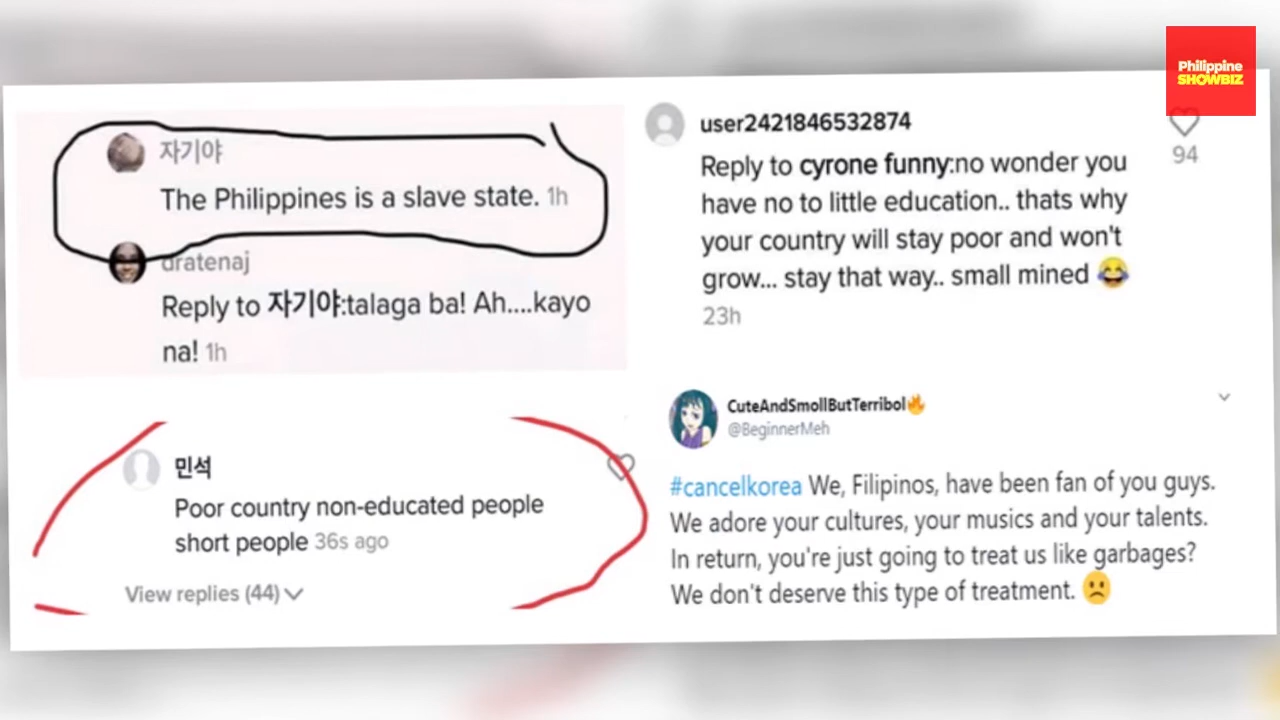 Philippine
SHOWBIZ
자기야
The Philippines is a slave state. 1h
dratenaj
Reply to 자기야:talaga ba! Ah....kayo
na! 1h
민석
Poor country non-educated people
short people 36s ago
View replies (44)
user2421846532874
Reply to cyrone funny:no wonder you
have no to little education.. thats why
your country will stay poor and won't
grow... stay that way.. small mined 😂
23h
94
CuteAndSmollButTerribol🔥
@BeginnerMeh
#cancelkorea We, Filipinos, have been fan of you guys.
We adore your cultures, your musics and your talents.
In return, you're just going to treat us like garbages?
We don't deserve this type of treatment. 🙁